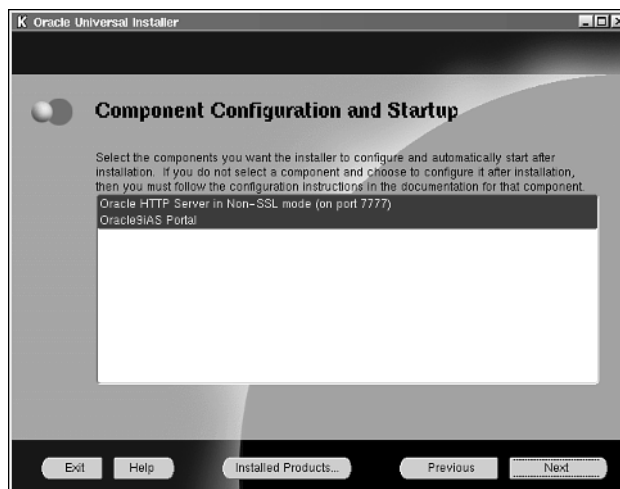 K Oracle Universal Installer
Component Configuration and Startup
Select the components you want the installer to configure and automatically start after
installation. If you do not select a component and choose to configure it after installation,
then you must follow the configuration instructions in the documentation for that component.
Oracle HTTP Server in Non-SSL mode (on port 7777)
Oracle9iAS Portal
Exit
Help
Installed Products...
Previous
Next